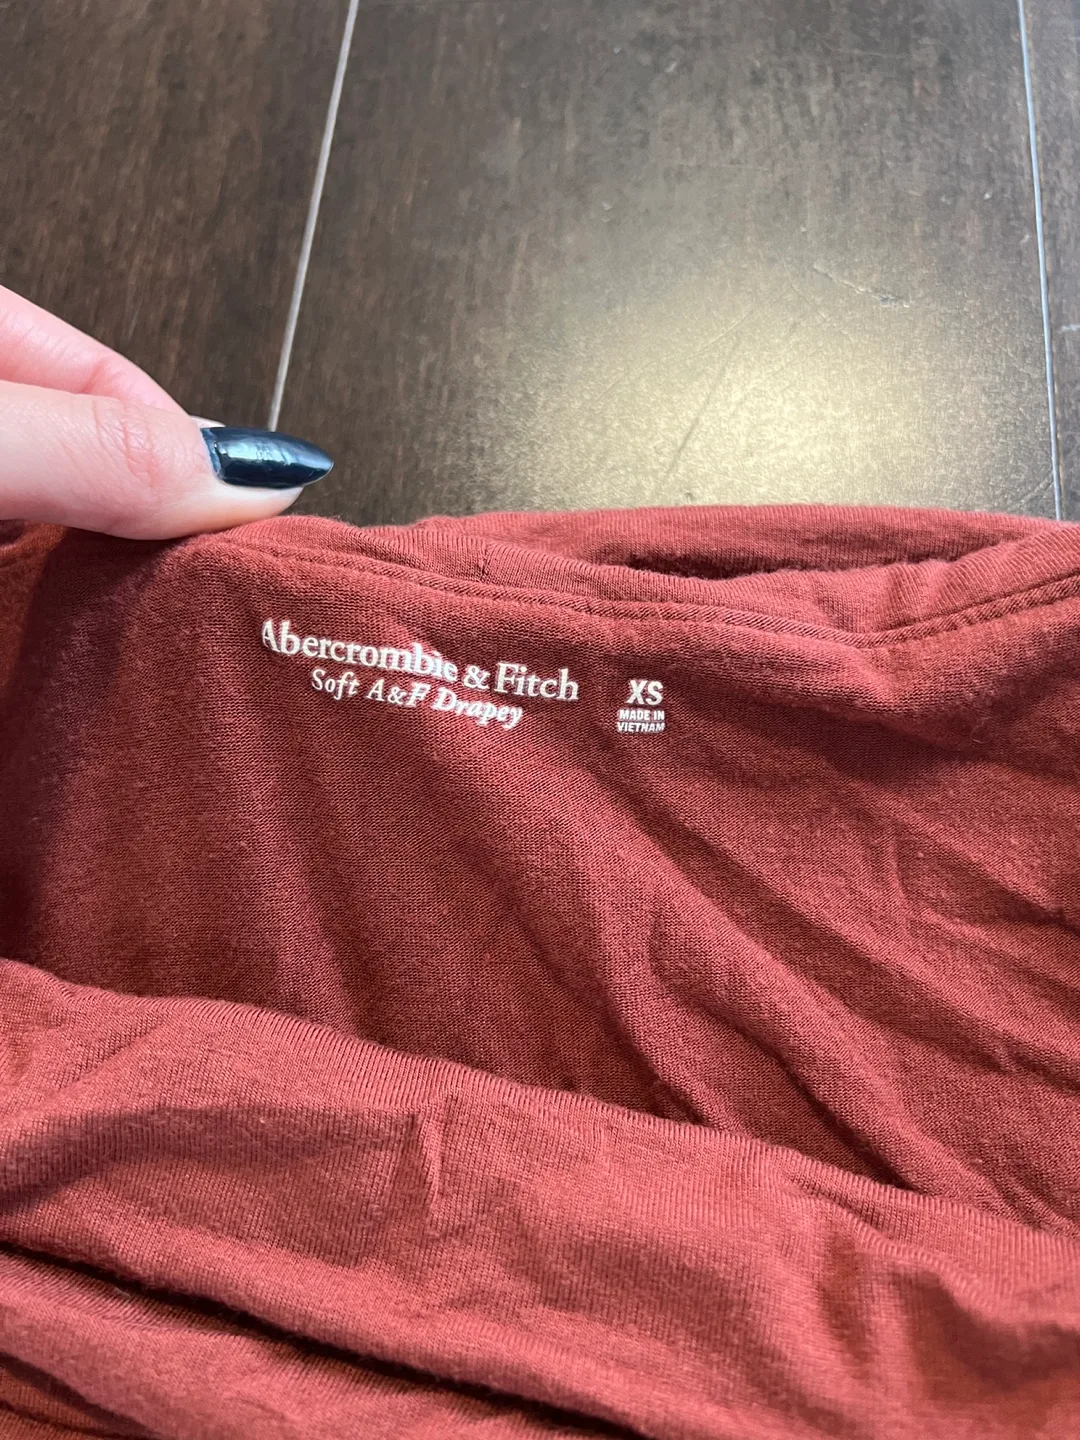 Abercrombie & Fitch
Soft A&F Drapey
XS
MADE IN
VIETNAM